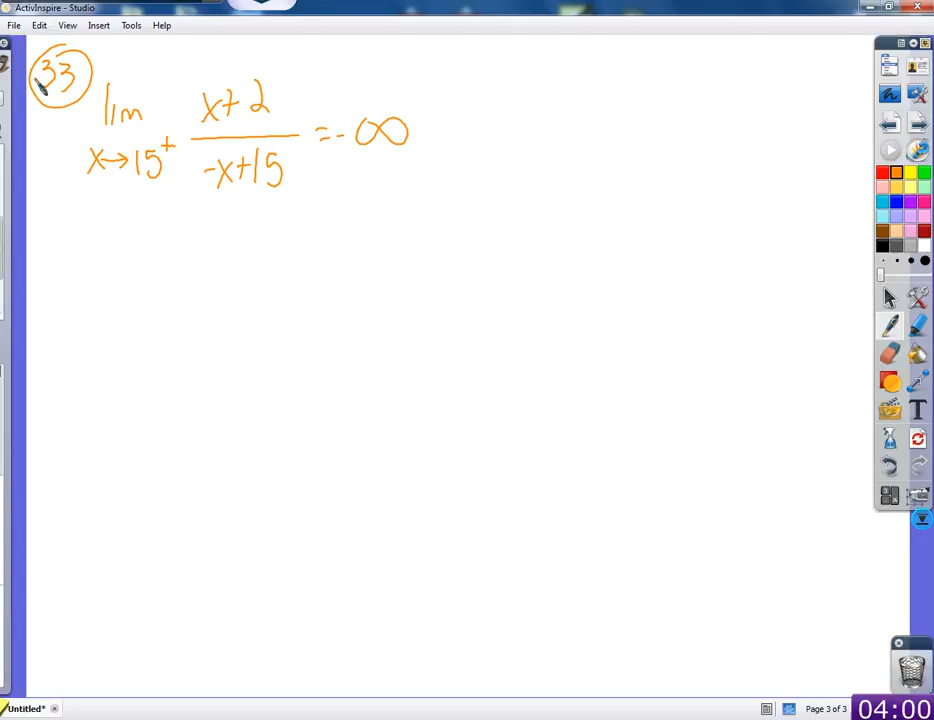 ActivInspire - Studio
File Edit View Insert Tools Help
33
lim x→15⁺ (x+2)/(-x+15) = -∞
Untitled*
Page 3 of 3
04:00